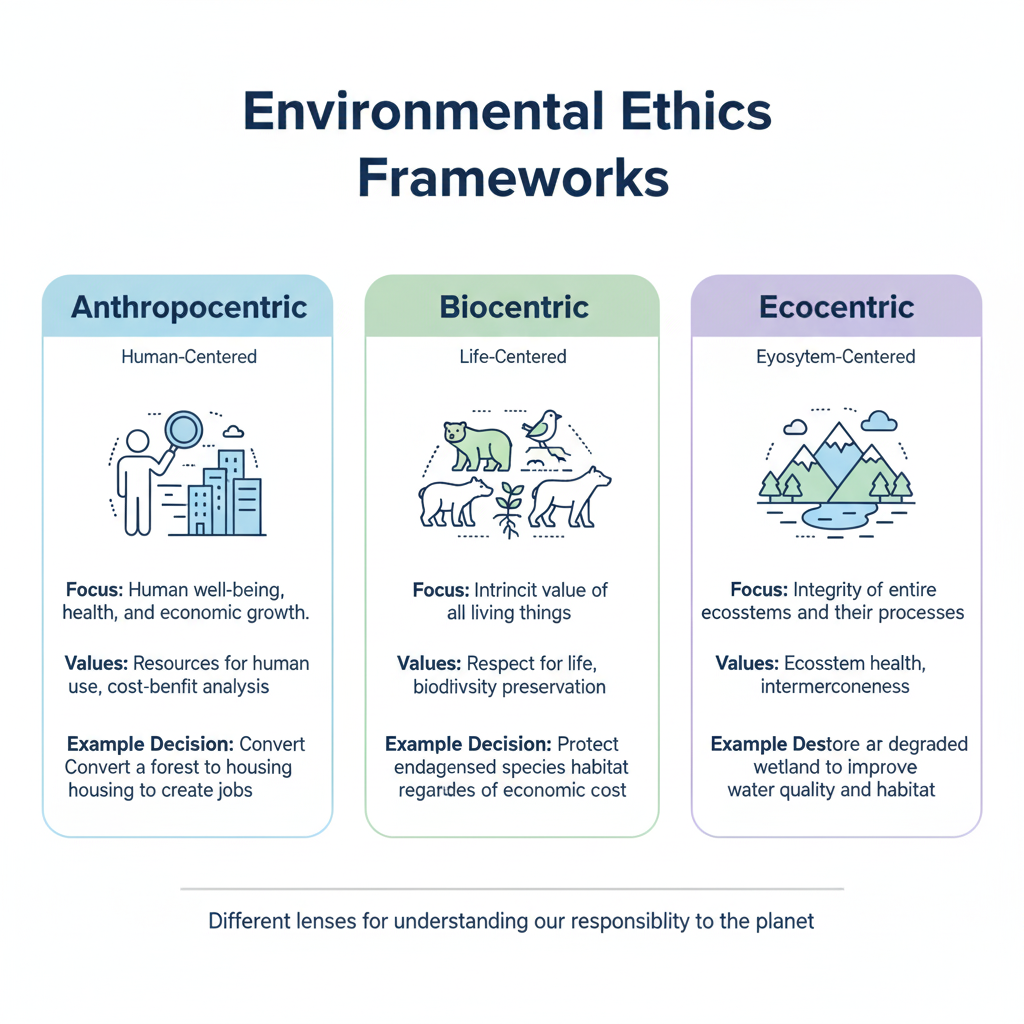 Environmental Ethics
Frameworks
Anthropocentric
Human-Centered
Focus: Human well-being,
health, and economic growth.
Values: Resources for human
use, cost-benfit analysis
Example Decision: Convert
Convert a forest to housing
housing to create jobs
Biocentric
Life-Centered
Focus: Intrincit value of
all living things
Values: Respect for life,
preservation
Example Decision: Protect
endagensed species habitat
of economic cost
Ecocentric
Eyosytem-Centered
Focus: Integrity of entire
ecosstems and their processes
Values: Ecosstem health,
intermerconeness
Example Destore ar degraded
wetland to improve
water quality and habitat
Different lenses for understanding our responsiblity to the planet